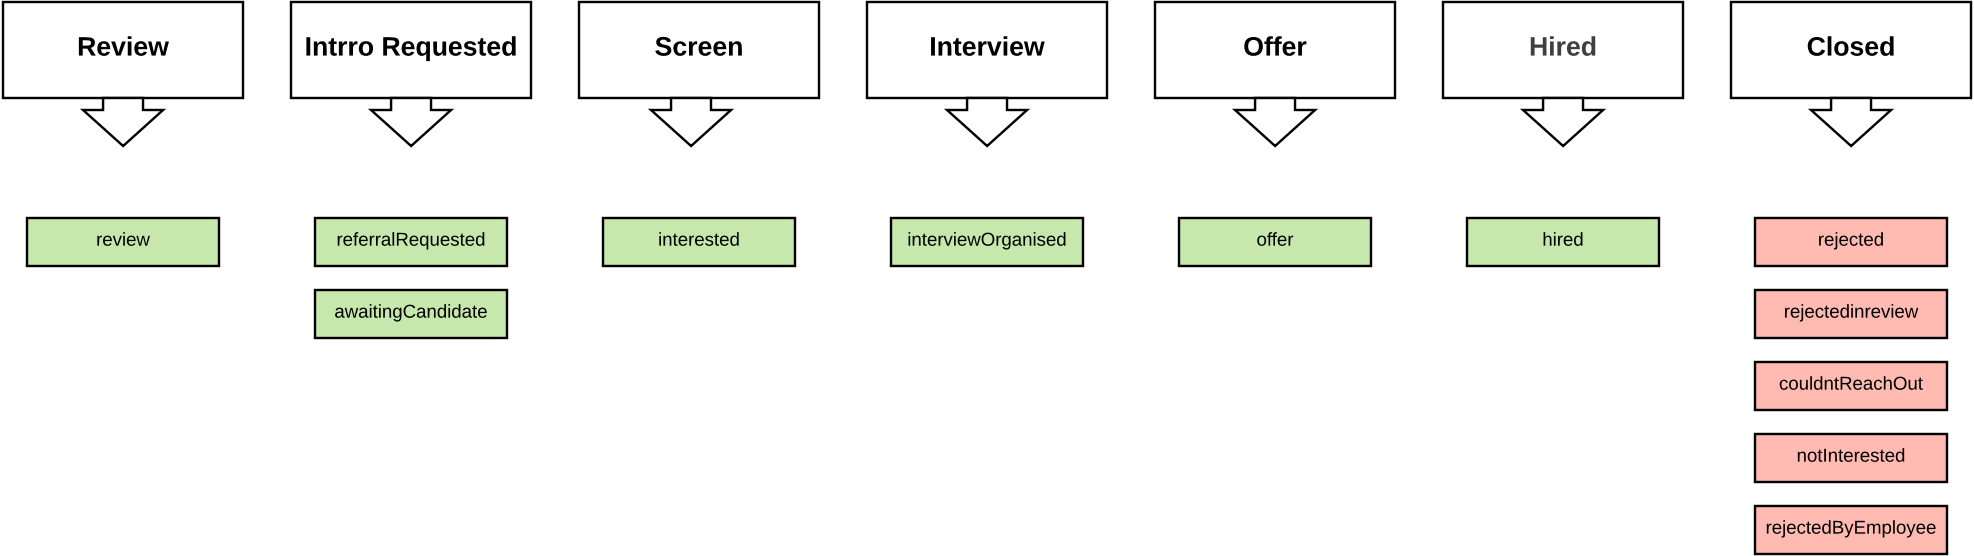 Review
Intrro Requested
Screen
Interview
Offer
Hired
Closed
review
referralRequested
interested
interviewOrganised
offer
hired
rejected
awaitingCandidate
rejectedinreview
couldntReachOut
notInterested
rejectedByEmployee